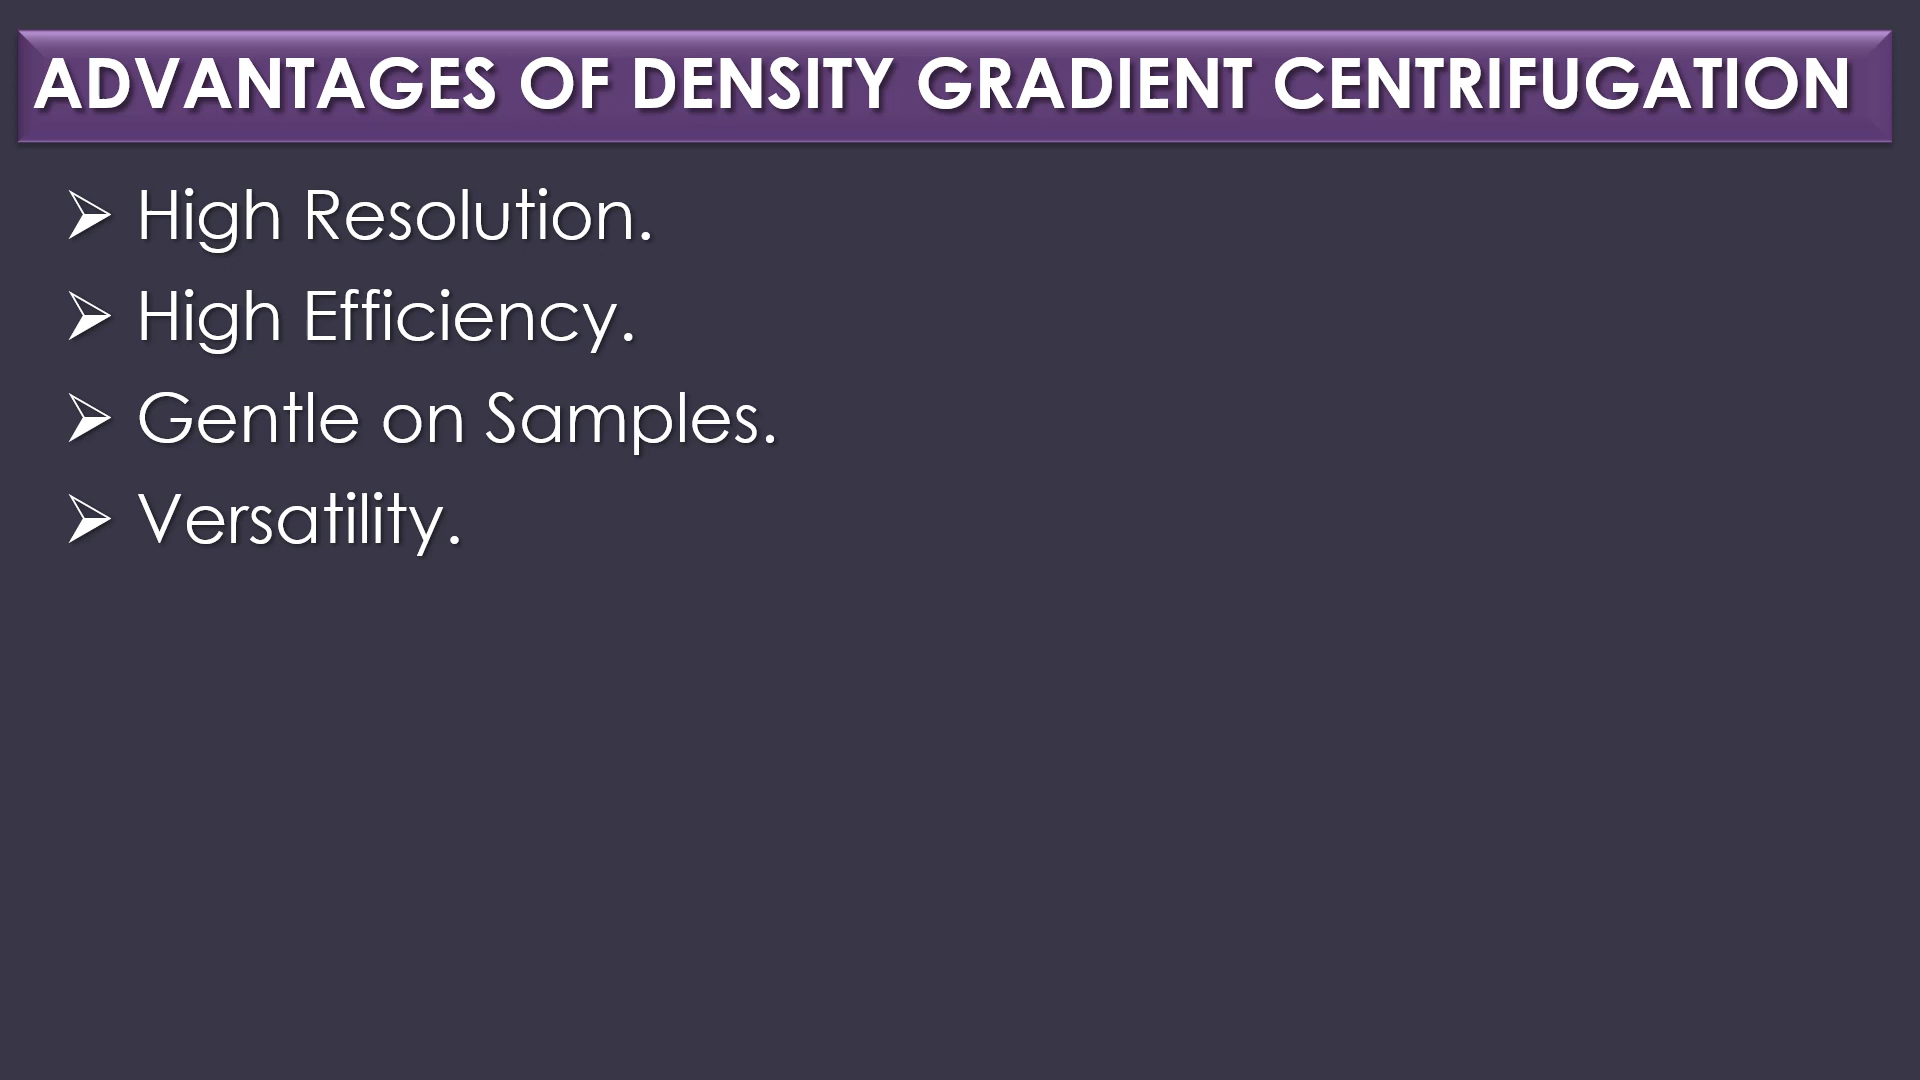 ADVANTAGES OF DENSITY GRADIENT CENTRIFUGATION
➢ High Resolution.
➢ High Efficiency.
➢ Gentle on Samples.
➢ Versatility.